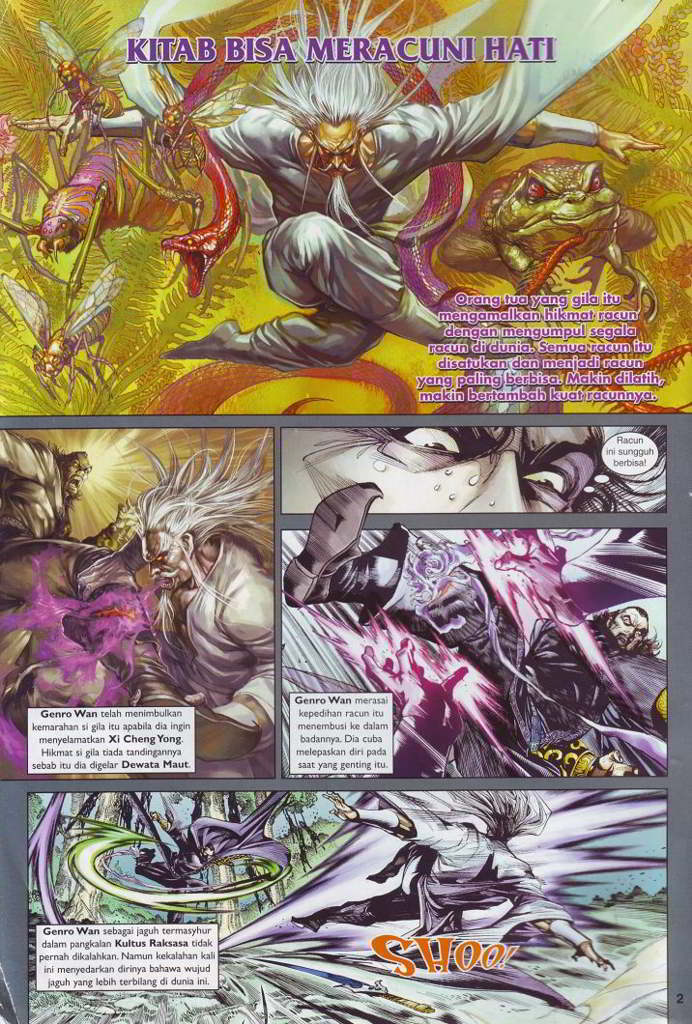 KITAB BISA MERACUNI HATI
Orang tua yang gila itu
mengamalkan hikmat racun
dengan mengumpul segala
racun di dunia. Semua racun itu
disatukan dan menjadi racun
yang paling berbisa. Makin dilatih,
makin bertambah kuat racunnya.
Racun
ini sungguh
berbisa!
Genro Wan telah menimbulkan
kemarahan si gila itu apabila dia ingin
menyelamatkan Xi Cheng Yong.
Hikmat si gila tiada tandingannya
sebab itu dia digelar Dewata Maut.
Genro Wan merasai
kepedihan racun itu
menembusi ke dalam
badannya. Dia cuba
melepaskan diri pada
saat yang genting itu.
Genro Wan sebagai jaguh termasyhur
dalam pangkalan Kultus Raksasa tidak
pernah dikalahkan. Namun kekalahan kali
ini menyedarkan dirinya bahawa wujud
jaguh yang lebih terbilang di dunia ini.
SHOO!
2